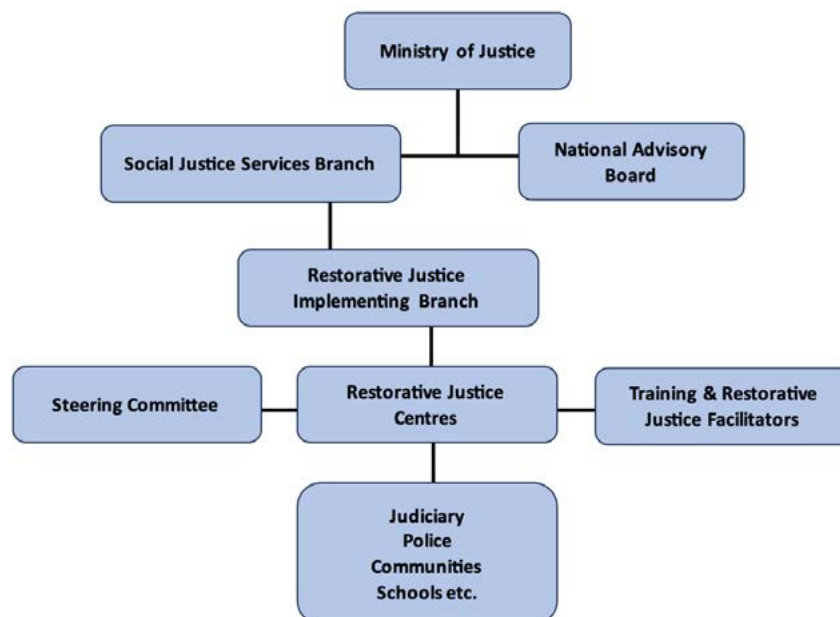 Ministry of Justice
Social Justice Services Branch
National Advisory
Board
Restorative Justice
Implementing Branch
Steering Committee
Restorative Justice
Centres
Training & Restorative
Justice Facilitators
Judiciary
Police
Communities
Schools etc.